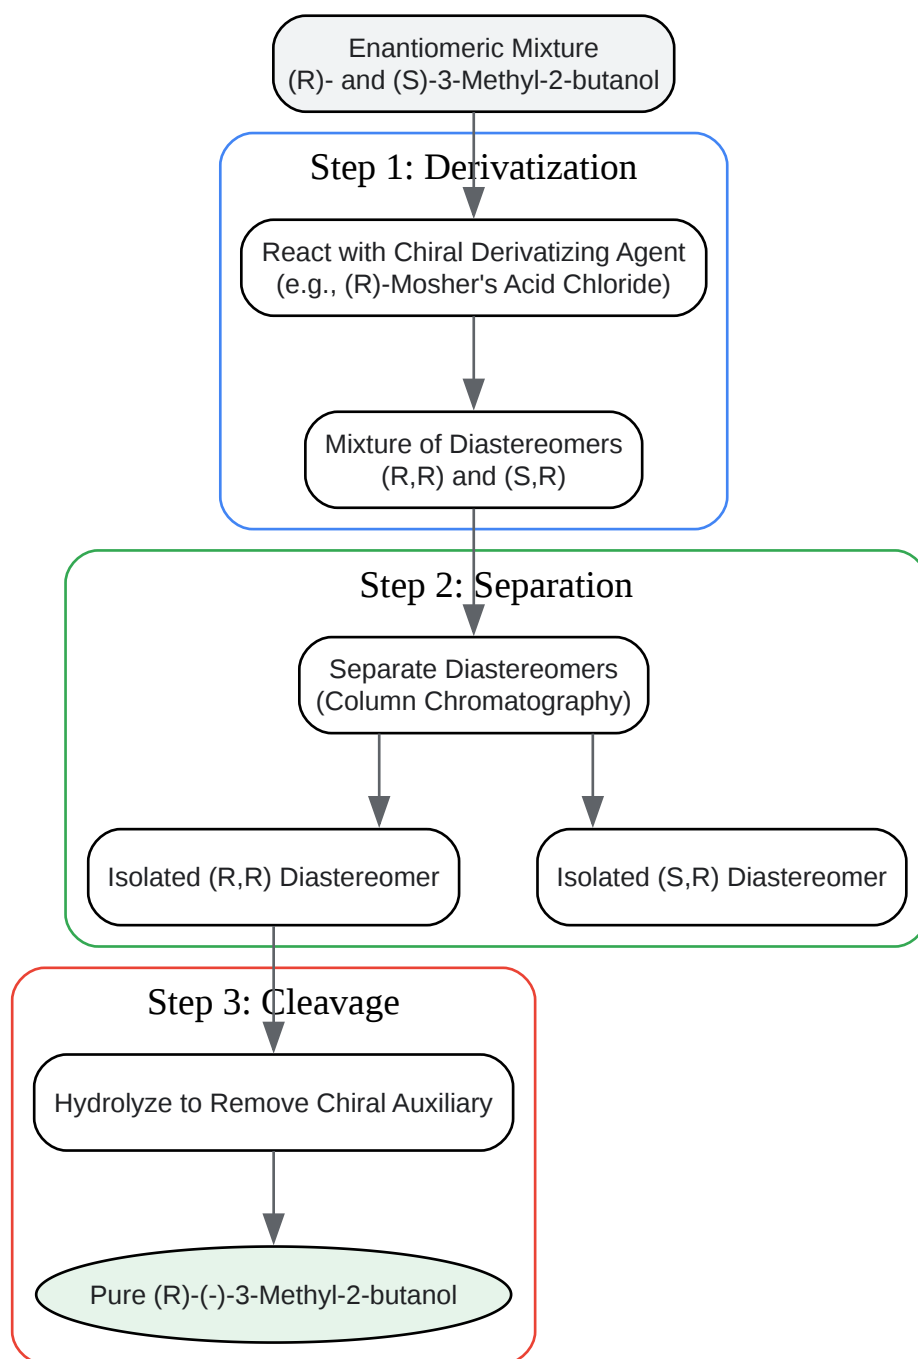 Enantiomeric Mixture
(R)- and (S)-3-Methyl-2-butanol
Step 1: Derivatization
React with Chiral Derivatizing Agent
(e.g., (R)-Mosher's Acid Chloride)
Mixture of Diastereomers
(R,R) and (S,R)
Step 2: Separation
Separate Diastereomers
(Column Chromatography)
Isolated (R,R) Diastereomer
Isolated (S,R) Diastereomer
Step 3: Cleavage
Hydrolyze to Remove Chiral Auxiliary
Pure (R)-(-)-3-Methyl-2-butanol